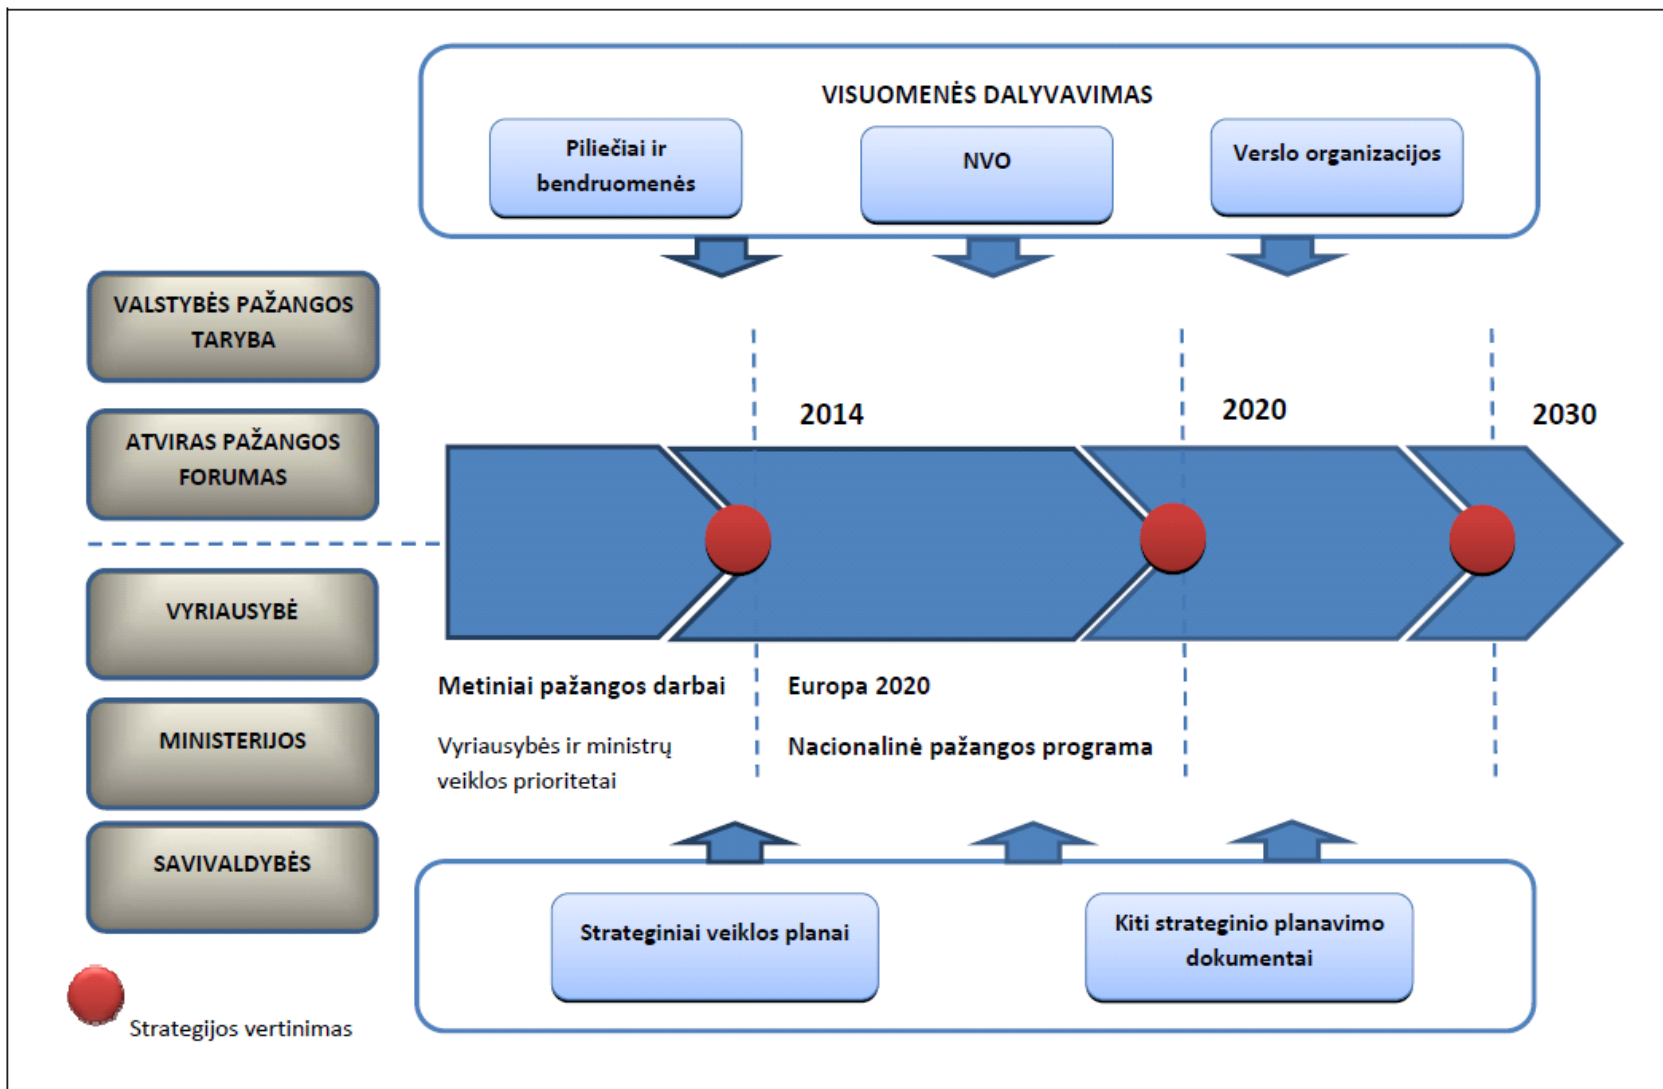 VISUOMENĖS DALYVAVIMAS
Piliečiai ir
bendruomenės
NVO
Verslo organizacijos
VALSTYBĖS PAŽANGOS
TARYBA
ATVIRAS PAŽANGOS
FORUMAS
VYRIAUSYBĖ
MINISTERIJOS
SAVIVALDYBĖS
2014
2020
2030
Metiniai pažangos darbai
Vyriausybės ir ministrų
veiklos prioritetai
Europa 2020
Nacionalinė pažangos programa
Strateginiai veiklos planai
Kiti strateginio planavimo
dokumentai
Strategijos vertinimas